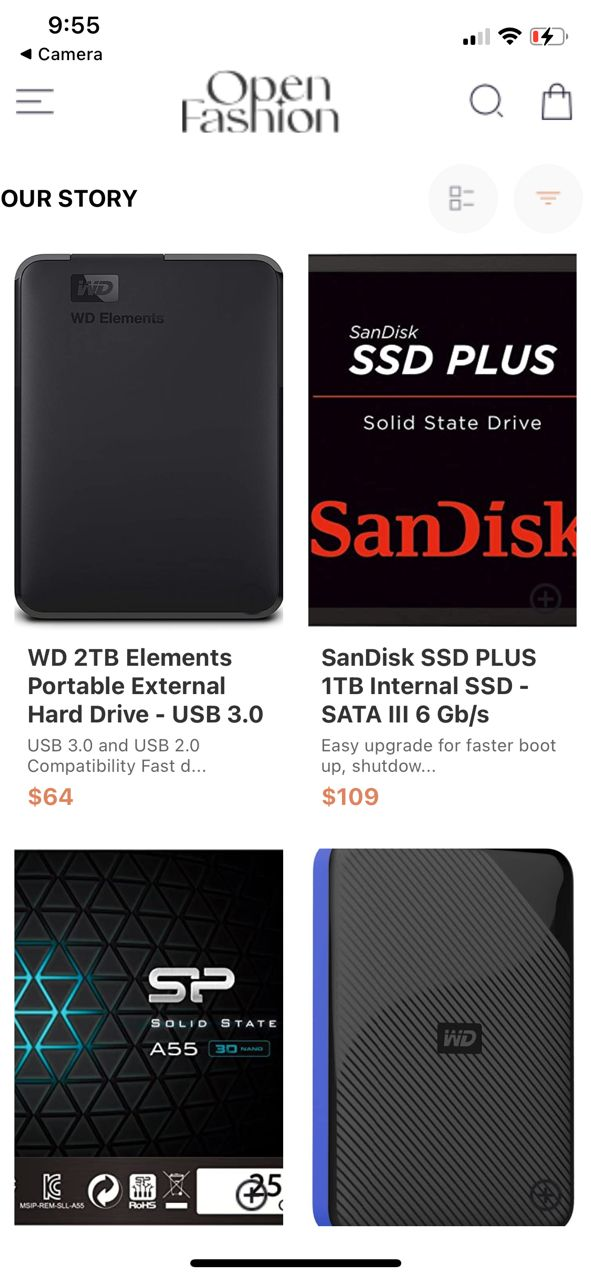 9:55
Camera
Open
Fashion
OUR STORY
WD
WD Elements
SanDisk
SSD PLUS
Solid State Drive
SanDisk
WD 2TB Elements
Portable External
Hard Drive - USB 3.0
USB 3.0 and USB 2.0
Compatibility Fast d...
$64
SanDisk SSD PLUS
1TB Internal SSD -
SATA III 6 Gb/s
Easy upgrade for faster boot
up, shutdow...
$109
SP
SOLID STATE
A55 3D NAND
MSIP-REM-SLL-A55
SP
RoHS
WD